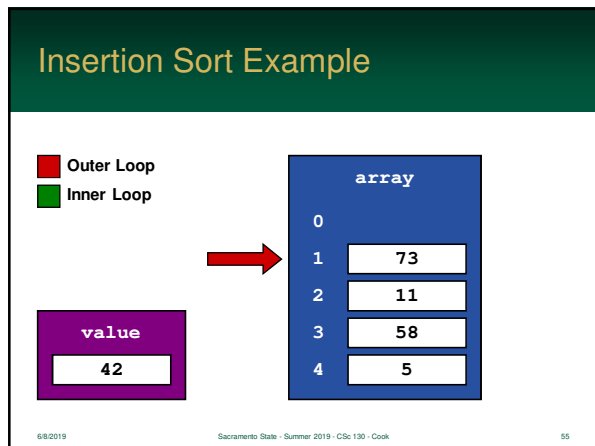 Insertion Sort Example
Outer Loop
Inner Loop
array
0
1 73
2 11
3 58
4 5
value
42
6/8/2019 Sacramento State - Summer 2019 - CSc 130 - Cook 55